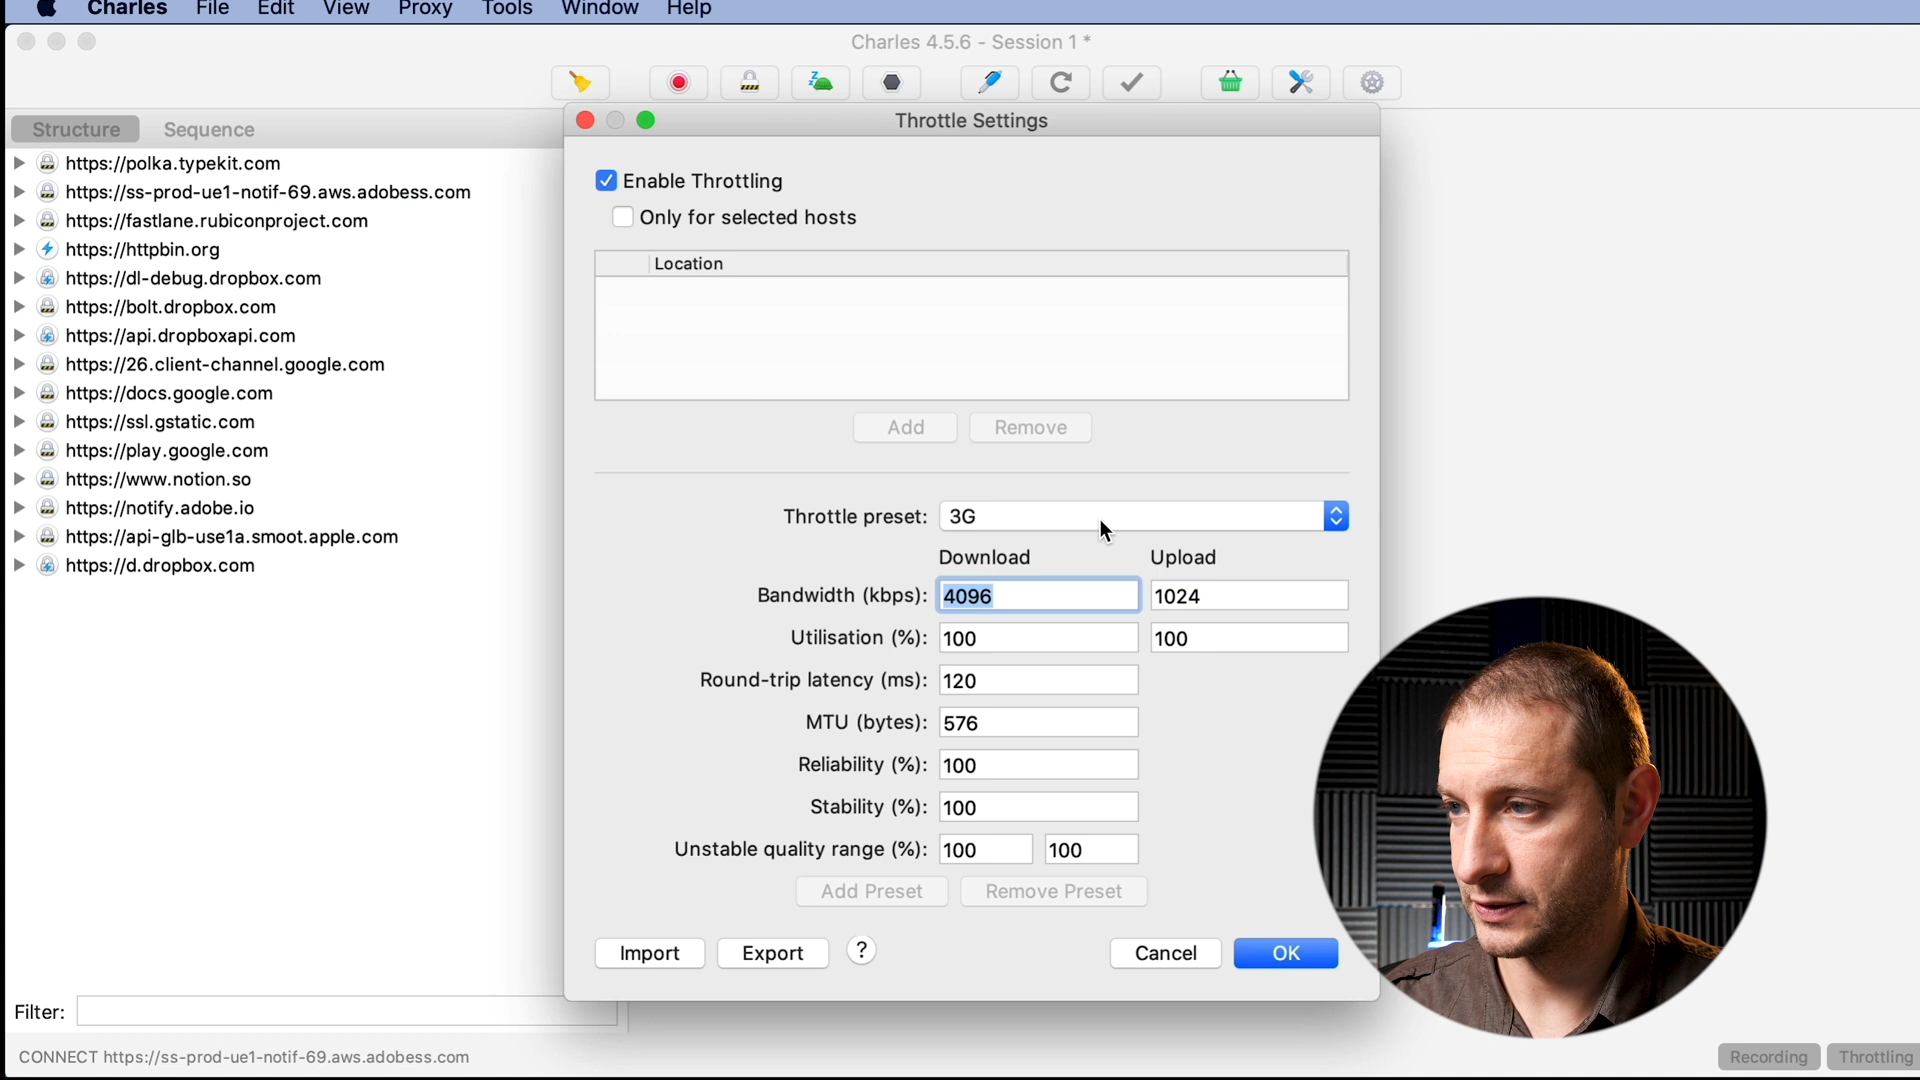 Charles File Edit View Proxy Tools Window Help
Charles 4.5.6 - Session 1 *
Structure Sequence
Throttle Settings
https://polka.typekit.com
https://ss-prod-ue1-notif-69.aws.adobess.com
https://fastlane.rubiconproject.com
https://httpbin.org
https://dl-debug.dropbox.com
https://bolt.dropbox.com
https://api.dropboxapi.com
https://26.client-channel.google.com
https://docs.google.com
https://ssl.gstatic.com
https://play.google.com
https://www.notion.so
https://notify.adobe.io
https://api-glb-use1a.smoot.apple.com
https://d.dropbox.com
Enable Throttling
Only for selected hosts
Location
Add Remove
Throttle preset: 3G
Download Upload
Bandwidth (kbps): 4096 1024
Utilisation (%): 100 100
Round-trip latency (ms): 120
MTU (bytes): 576
Reliability (%): 100
Stability (%): 100
Unstable quality range (%): 100 100
Add Preset Remove Preset
Import Export ? Cancel OK
Filter:
CONNECT https://ss-prod-ue1-notif-69.aws.adobess.com
Recording Throttling